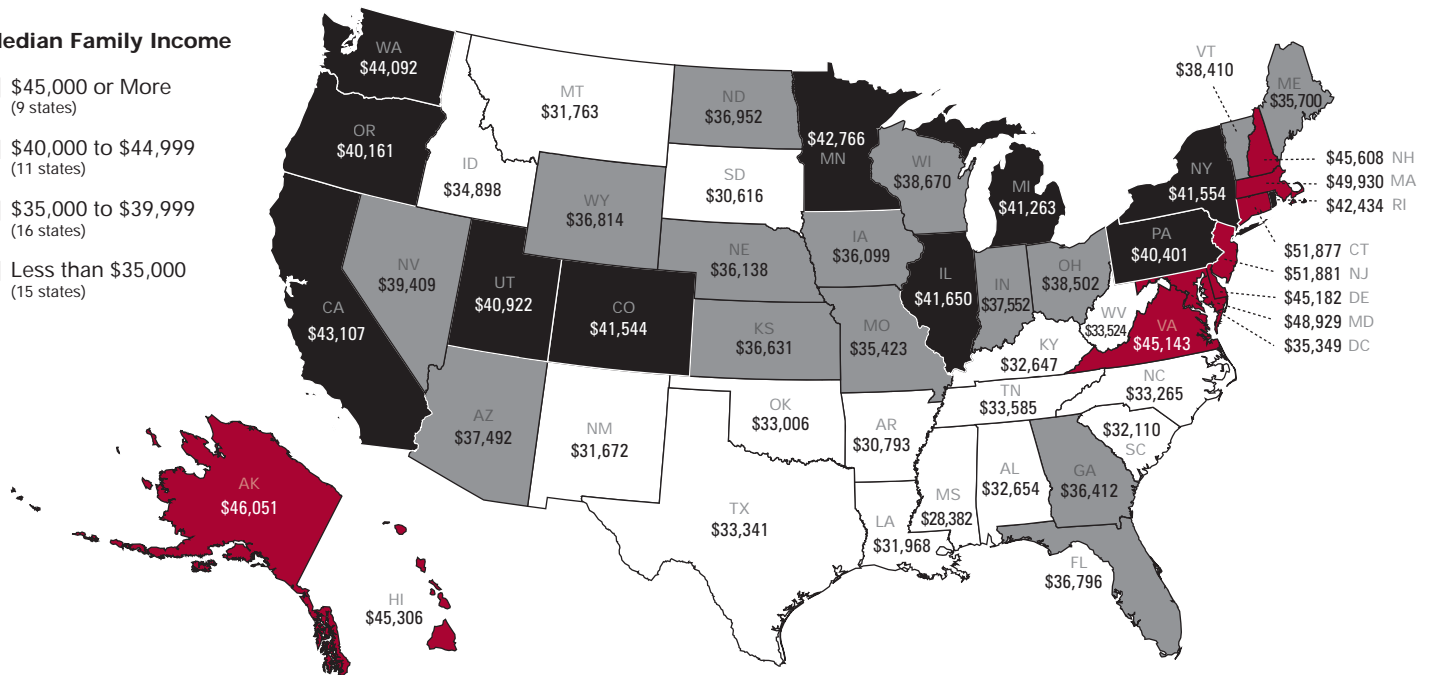 edian Family Income
$45,000 or More
(9 states)
$40,000 to $44,999
(11 states)
$35,000 to $39,999
(16 states)
Less than $35,000
(15 states)
WA
$44,092
OR
$40,161
CA
$43,107
ID
$34,898
MT
$31,763
NV
$39,409
UT
$40,922
AZ
$37,492
WY
$36,814
CO
$41,544
NM
$31,672
ND
$36,952
SD
$30,616
NE
$36,138
KS
$36,631
OK
$33,006
TX
$33,341
$42,766
MN
IA
$36,099
MO
$35,423
AR
$30,793
LA
$31,968
WI
$38,670
IL
$41,650
MI
$41,263
IN
$37,552
OH
$38,502
KY
$32,647
TN
$33,585
MS
$28,382
AL
$32,654
GA
$36,412
FL
$36,796
$32,110
SC
NC
$33,265
VA
$45,143
WV
$33,524
PA
$40,401
NY
$41,554
VT
$38,410
ME
$35,700
$45,608 NH
$49,930 MA
$42,434 RI
$51,877 CT
$51,881 NJ
$45,182 DE
$48,929 MD
$35,349 DC
AK
$46,051
HI
$45,306